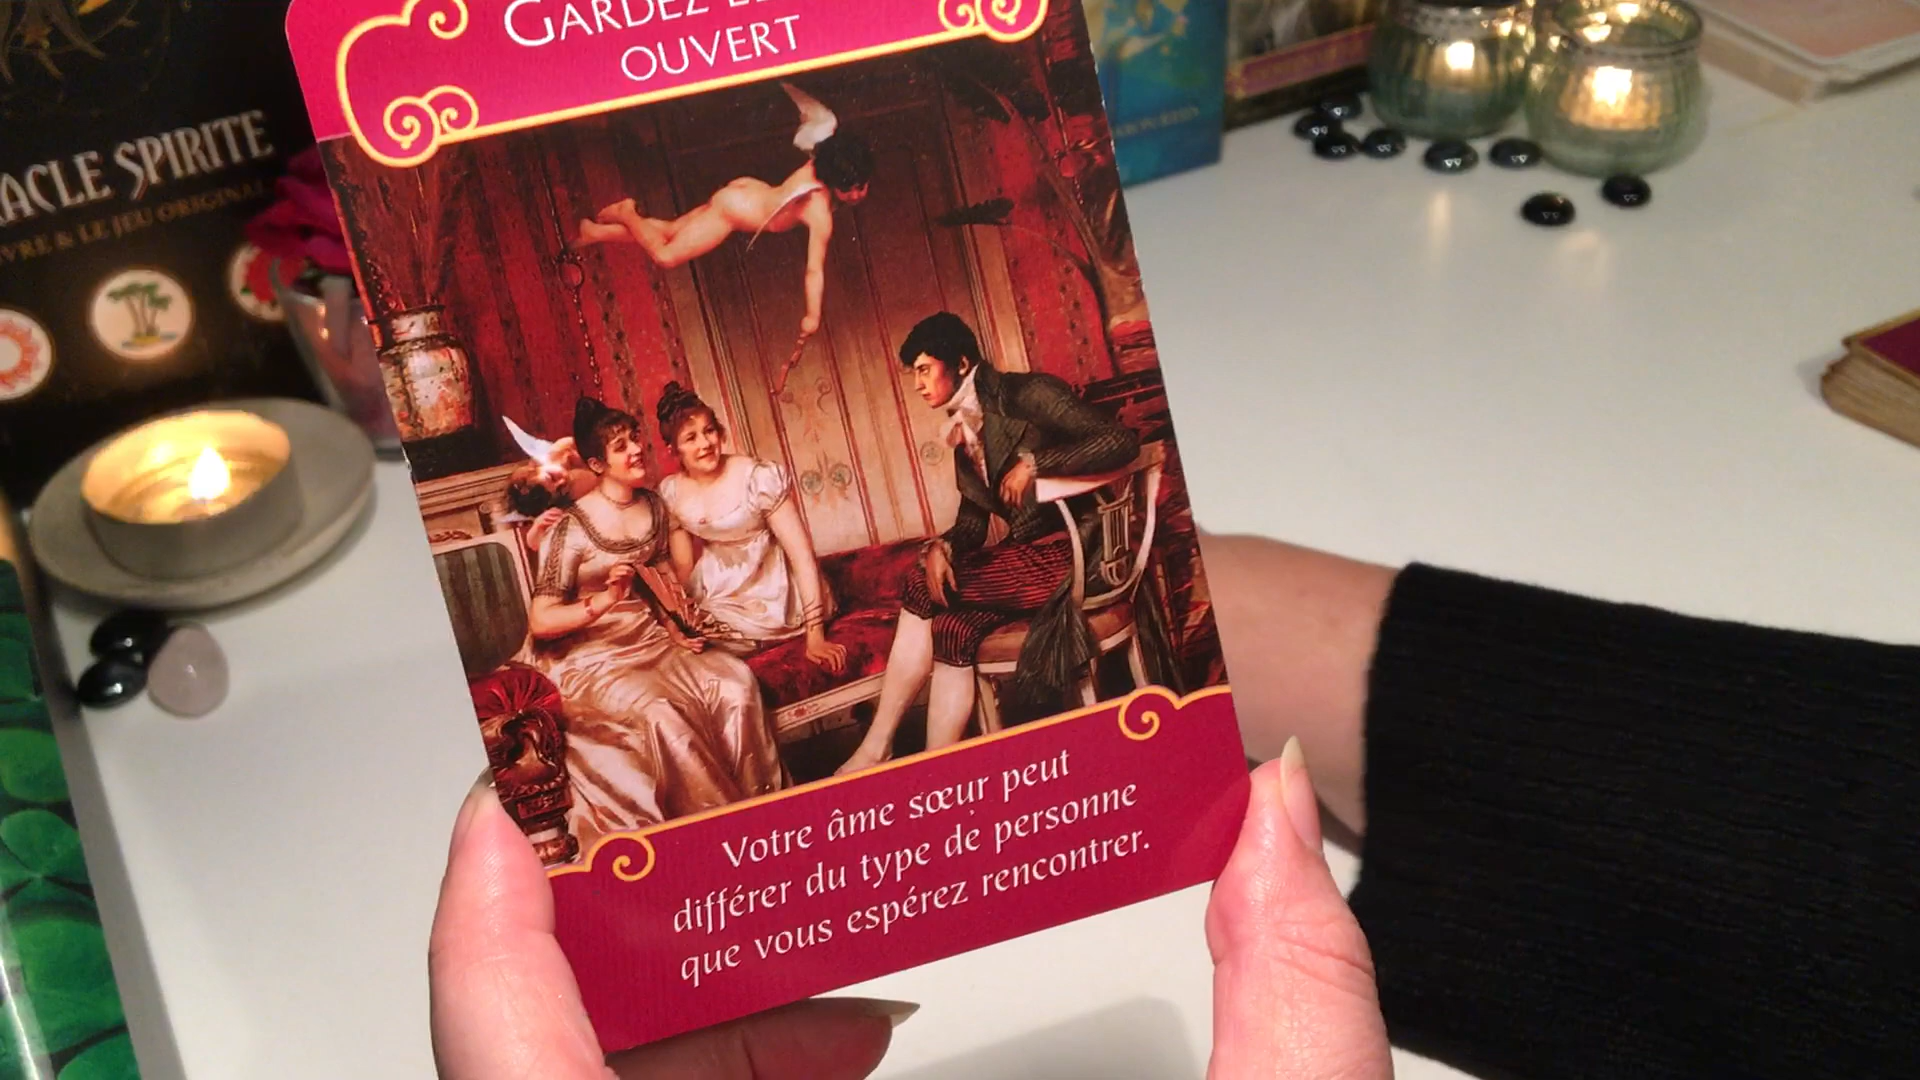 GARDEZ
OUVERT
Votre âme sœur peut
différer du type de personne
que vous espérez rencontrer.
ACLE SPIRITE
VRE & LE JEU ORIGINAL